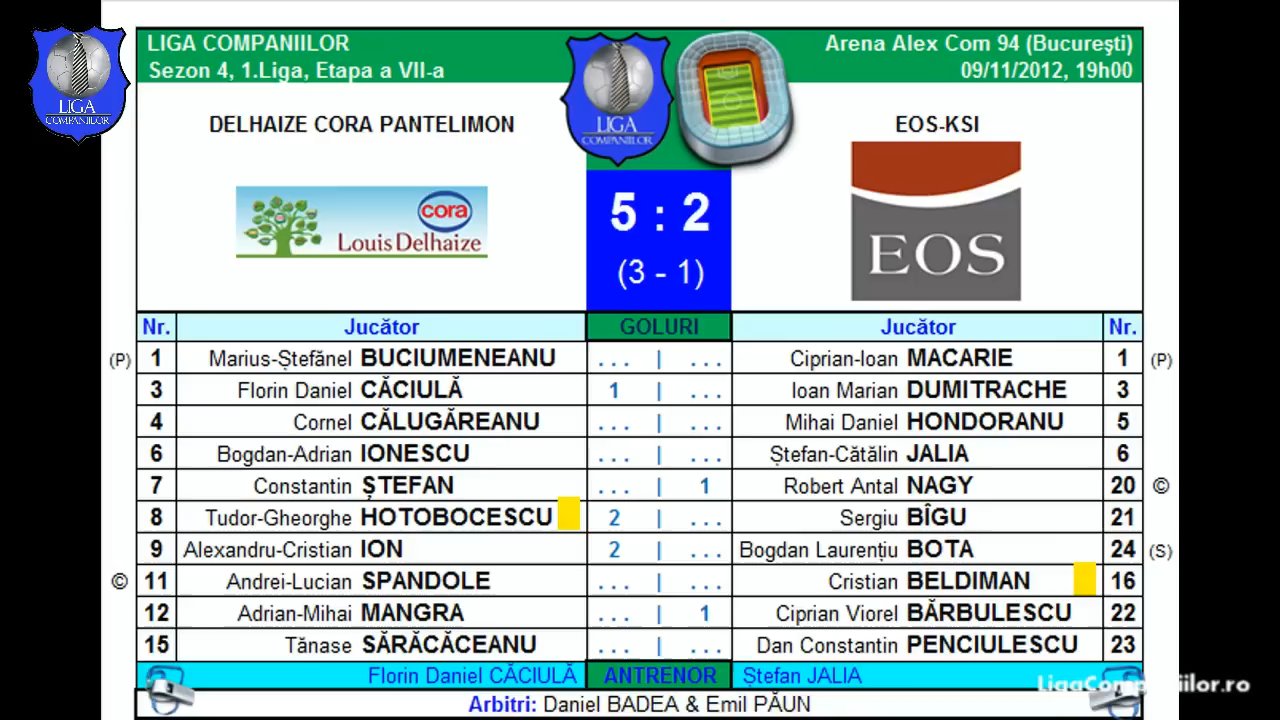 LIGA COMPANIILOR
Sezon 4, 1.Liga, Etapa a VII-a
Arena Alex Com 94 (Bucureşti)
09/11/2012, 19h00
LIGA
COMPANIILOR
LIGA
COMPANIILOR
DELHAIZE CORA PANTELIMON
EOS-KSI
cora
Louis Delhaize
5 : 2
(3 - 1)
EOS
Nr. Jucător GOLURI Jucător Nr.
(P) 1 Marius-Ștefănel BUCIUMENEANU ... | ... Ciprian-Ioan MACARIE 1 (P)
3 Florin Daniel CĂCIULĂ 1 | ... Ioan Marian DUMITRACHE 3
4 Cornel CĂLUGĂREANU ... | ... Mihai Daniel HONDORANU 5
6 Bogdan-Adrian IONESCU ... | ... Ștefan-Cătălin JALIA 6
7 Constantin ȘTEFAN ... | 1 Robert Antal NAGY 20 ©
8 Tudor-Gheorghe HOTOBOCESCU 2 | ... Sergiu BÎGU 21
9 Alexandru-Cristian ION 2 | ... Bogdan Laurențiu BOTA 24 (S)
© 11 Andrei-Lucian SPANDOLE ... | ... Cristian BELDIMAN 16
12 Adrian-Mihai MANGRA ... | 1 Ciprian Viorel BĂRBULESCU 22
15 Tănase SĂRĂCĂCEANU ... | ... Dan Constantin PENCIULESCU 23
Florin Daniel CĂCIULĂ ANTRENOR Ștefan JALIA
LigaCompaniilor.ro
Arbitri: Daniel BADEA & Emil PĂUN